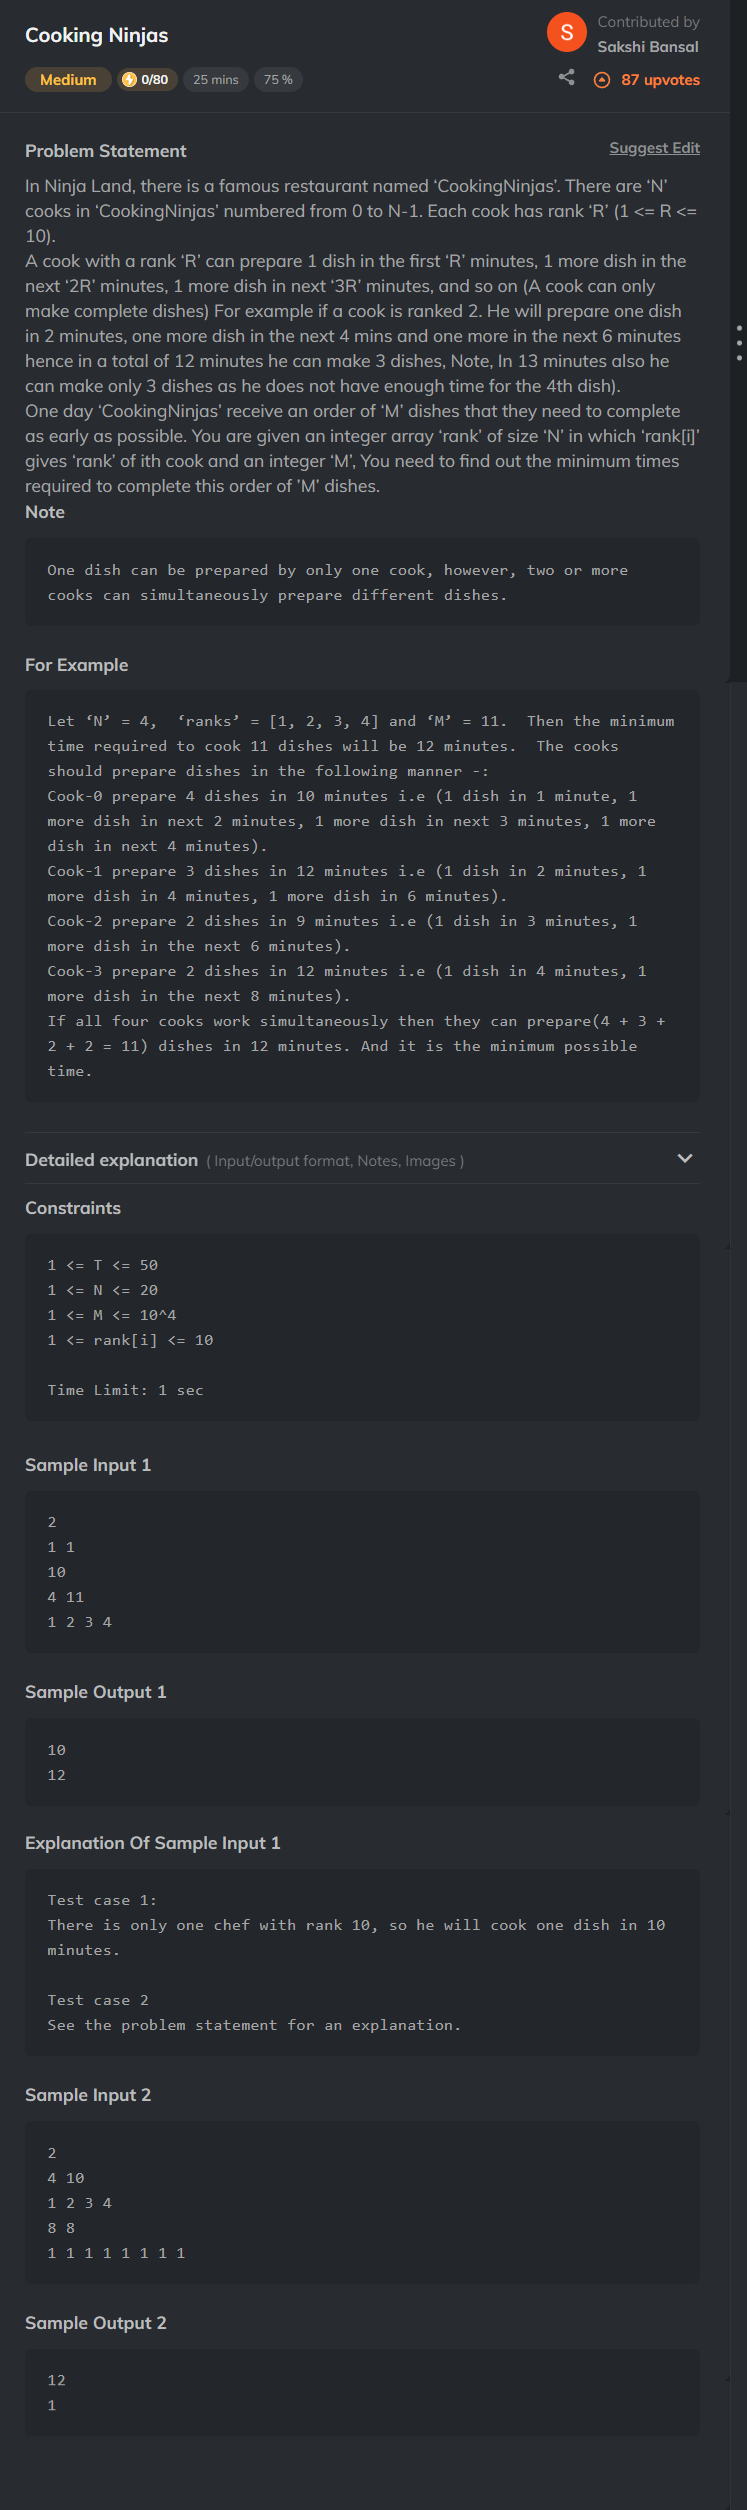 Cooking Ninjas
S
Contributed by
Sakshi Bansal
Medium 0/80 25 mins 75 % 87 upvotes
Problem Statement Suggest Edit
In Ninja Land, there is a famous restaurant named ‘CookingNinjas’. There are ‘N’
cooks in ‘CookingNinjas’ numbered from 0 to N-1. Each cook has rank ‘R’ (1 <= R <=
10).
A cook with a rank ‘R’ can prepare 1 dish in the first ‘R’ minutes, 1 more dish in the
next ‘2R’ minutes, 1 more dish in next ‘3R’ minutes, and so on (A cook can only
make complete dishes) For example if a cook is ranked 2. He will prepare one dish
in 2 minutes, one more dish in the next 4 mins and one more in the next 6 minutes
hence in a total of 12 minutes he can make 3 dishes, Note, In 13 minutes also he
can make only 3 dishes as he does not have enough time for the 4th dish).
One day ‘CookingNinjas’ receive an order of ‘M’ dishes that they need to complete
as early as possible. You are given an integer array ‘rank’ of size ‘N’ in which ‘rank[i]’
gives ‘rank’ of ith cook and an integer ‘M’, You need to find out the minimum times
required to complete this order of ’M’ dishes.
Note
One dish can be prepared by only one cook, however, two or more
cooks can simultaneously prepare different dishes.
For Example
Let ‘N’ = 4,  ‘ranks’ = [1, 2, 3, 4] and ‘M’ = 11.  Then the minimum
time required to cook 11 dishes will be 12 minutes.  The cooks
should prepare dishes in the following manner -:
Cook-0 prepare 4 dishes in 10 minutes i.e (1 dish in 1 minute, 1
more dish in next 2 minutes, 1 more dish in next 3 minutes, 1 more
dish in next 4 minutes).
Cook-1 prepare 3 dishes in 12 minutes i.e (1 dish in 2 minutes, 1
more dish in 4 minutes, 1 more dish in 6 minutes).
Cook-2 prepare 2 dishes in 9 minutes i.e (1 dish in 3 minutes, 1
more dish in the next 6 minutes).
Cook-3 prepare 2 dishes in 12 minutes i.e (1 dish in 4 minutes, 1
more dish in the next 8 minutes).
If all four cooks work simultaneously then they can prepare(4 + 3 +
2 + 2 = 11) dishes in 12 minutes. And it is the minimum possible
time.
Detailed explanation ( Input/output format, Notes, Images )
Constraints
1 <= T <= 50
1 <= N <= 20
1 <= M <= 10^4
1 <= rank[i] <= 10
Time Limit: 1 sec
Sample Input 1
2
1 1
10
4 11
1 2 3 4
Sample Output 1
10
12
Explanation Of Sample Input 1
Test case 1:
There is only one chef with rank 10, so he will cook one dish in 10
minutes.
Test case 2
See the problem statement for an explanation.
Sample Input 2
2
4 10
1 2 3 4
8 8
1 1 1 1 1 1 1 1
Sample Output 2
12
1